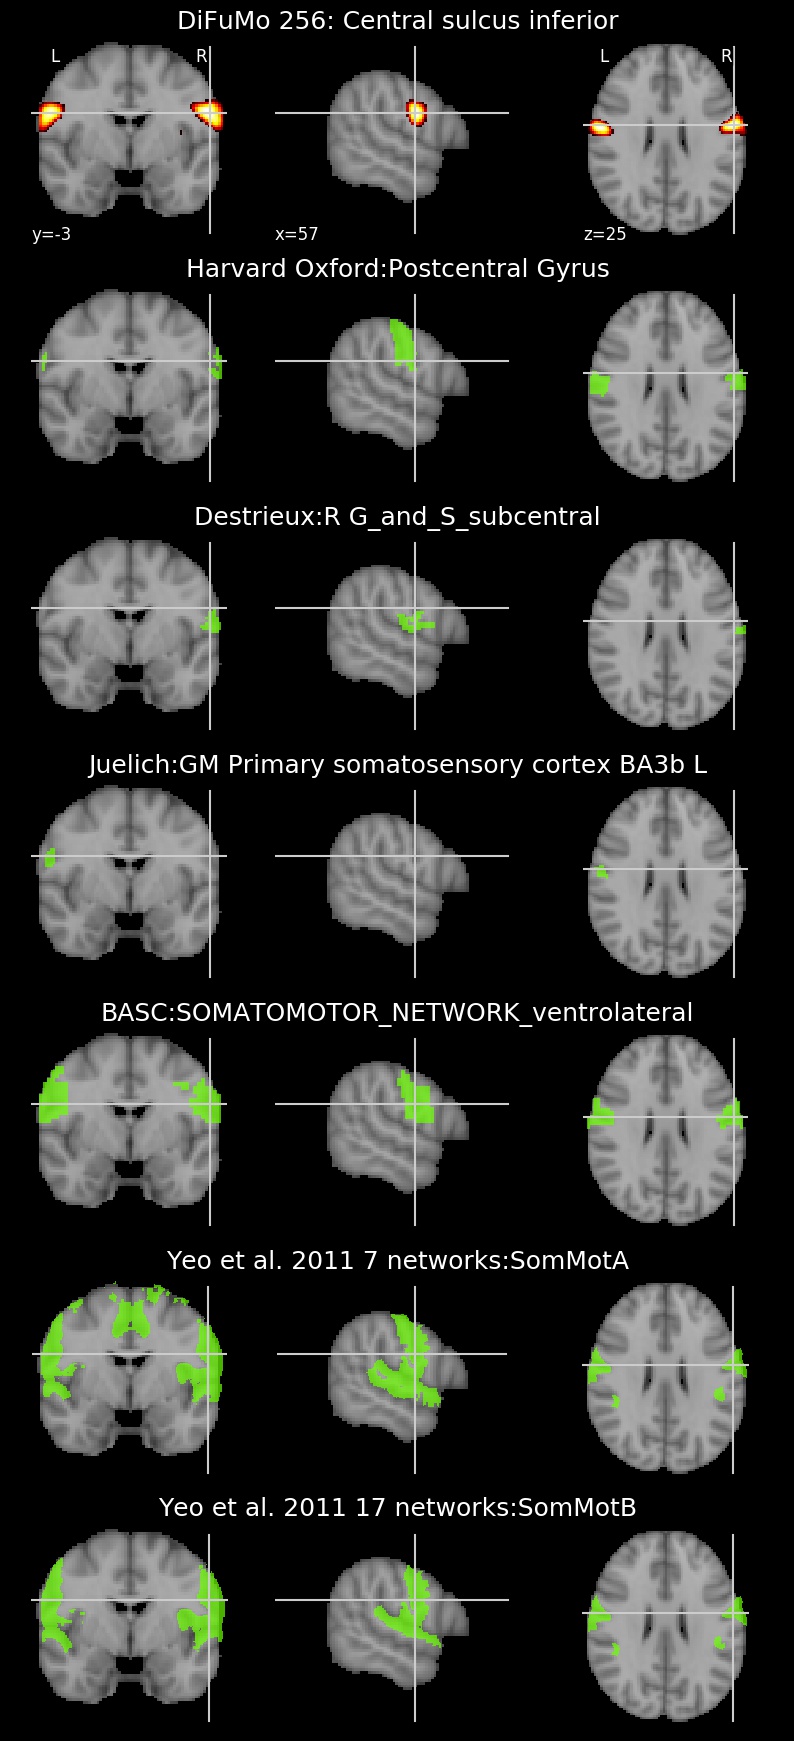 DiFuMo 256: Central sulcus inferior
L R L R
y=-3 x=57 z=25
Harvard Oxford:Postcentral Gyrus
Destrieux:R G_and_S_subcentral
Juelich:GM Primary somatosensory cortex BA3b L
BASC:SOMATOMOTOR_NETWORK_ventrolateral
Yeo et al. 2011 7 networks:SomMotA
Yeo et al. 2011 17 networks:SomMotB